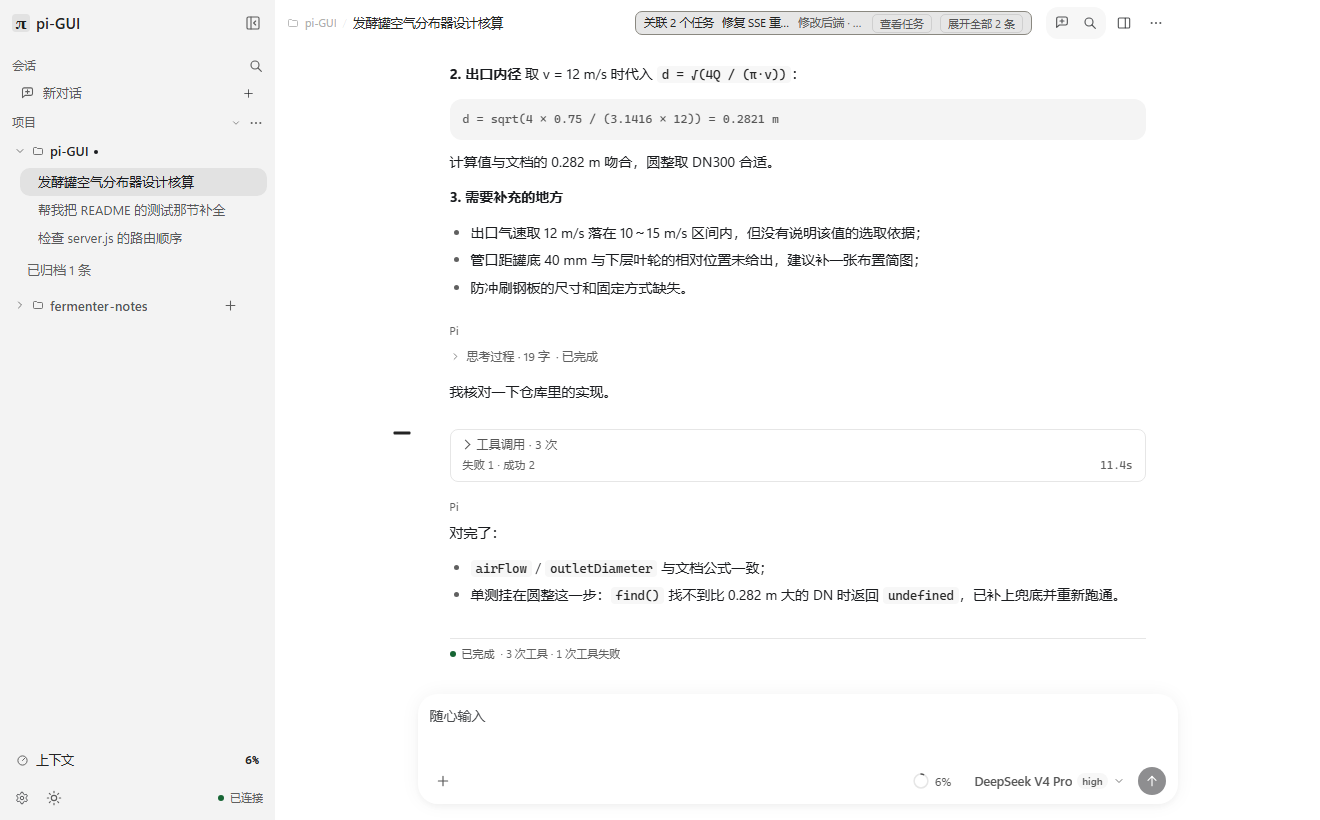 π pi-GUI
会话
新对话
项目
pi-GUI
发酵罐空气分布器设计核算
帮我把 README 的测试那节补全
检查 server.js 的路由顺序
已归档 1 条
fermenter-notes
上下文 6%
已连接
pi-GUI / 发酵罐空气分布器设计核算
关联 2 个任务 修复 SSE 重... 修改后端 · ... 查看任务 展开全部 2 条
2. 出口内径 取 v = 12 m/s 时代入 d = √(4Q / (π·v)) :
d = sqrt(4 × 0.75 / (3.1416 × 12)) = 0.2821 m
计算值与文档的 0.282 m 吻合，圆整取 DN300 合适。
3. 需要补充的地方
出口气速取 12 m/s 落在 10～15 m/s 区间内，但没有说明该值的选取依据；
管口距罐底 40 mm 与下层叶轮的相对位置未给出，建议补一张布置简图；
防冲刷钢板的尺寸和固定方式缺失。
Pi
思考过程 · 19 字 · 已完成
我核对一下仓库里的实现。
工具调用 · 3 次
失败 1 · 成功 2 11.4s
Pi
对完了：
airFlow / outletDiameter 与文档公式一致；
单测挂在圆整这一步： find() 找不到比 0.282 m 大的 DN 时返回 undefined ，已补上兜底并重新跑通。
已完成 · 3 次工具 · 1 次工具失败
随心输入
6% DeepSeek V4 Pro high